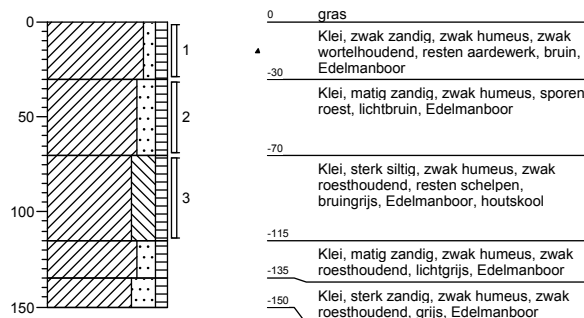 0
50
100
150
1
2
3
0 gras
Klei, zwak zandig, zwak humeus, zwak
wortelhoudend, resten aardewerk, bruin,
Edelmanboor
-30
Klei, matig zandig, zwak humeus, sporen
roest, lichtbruin, Edelmanboor
-70
Klei, sterk siltig, zwak humeus, zwak
roesthoudend, resten schelpen,
bruingrijs, Edelmanboor, houtskool
-115
Klei, matig zandig, zwak humeus, zwak
roesthoudend, lichtgrijs, Edelmanboor
-135
Klei, sterk zandig, zwak humeus, zwak
roesthoudend, grijs, Edelmanboor
-150